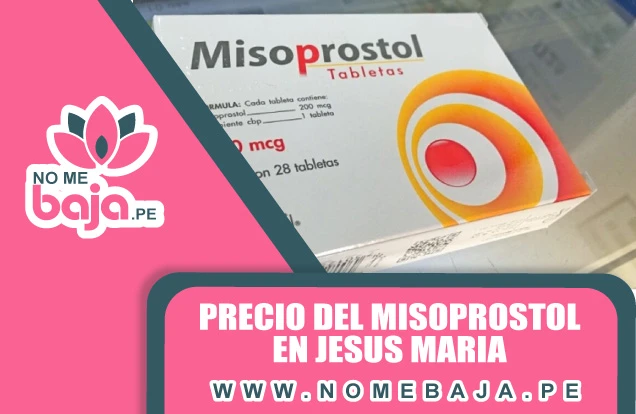 Misoprostol
Tabletas
FORMULA: Cada tableta contiene:
200 mcg
cbp. 1 tableta
mcg
28 tabletas
NO ME
baja.PE
PRECIO DEL MISOPROSTOL
EN JESUS MARIA
WWW.NOMEBAJA.PE